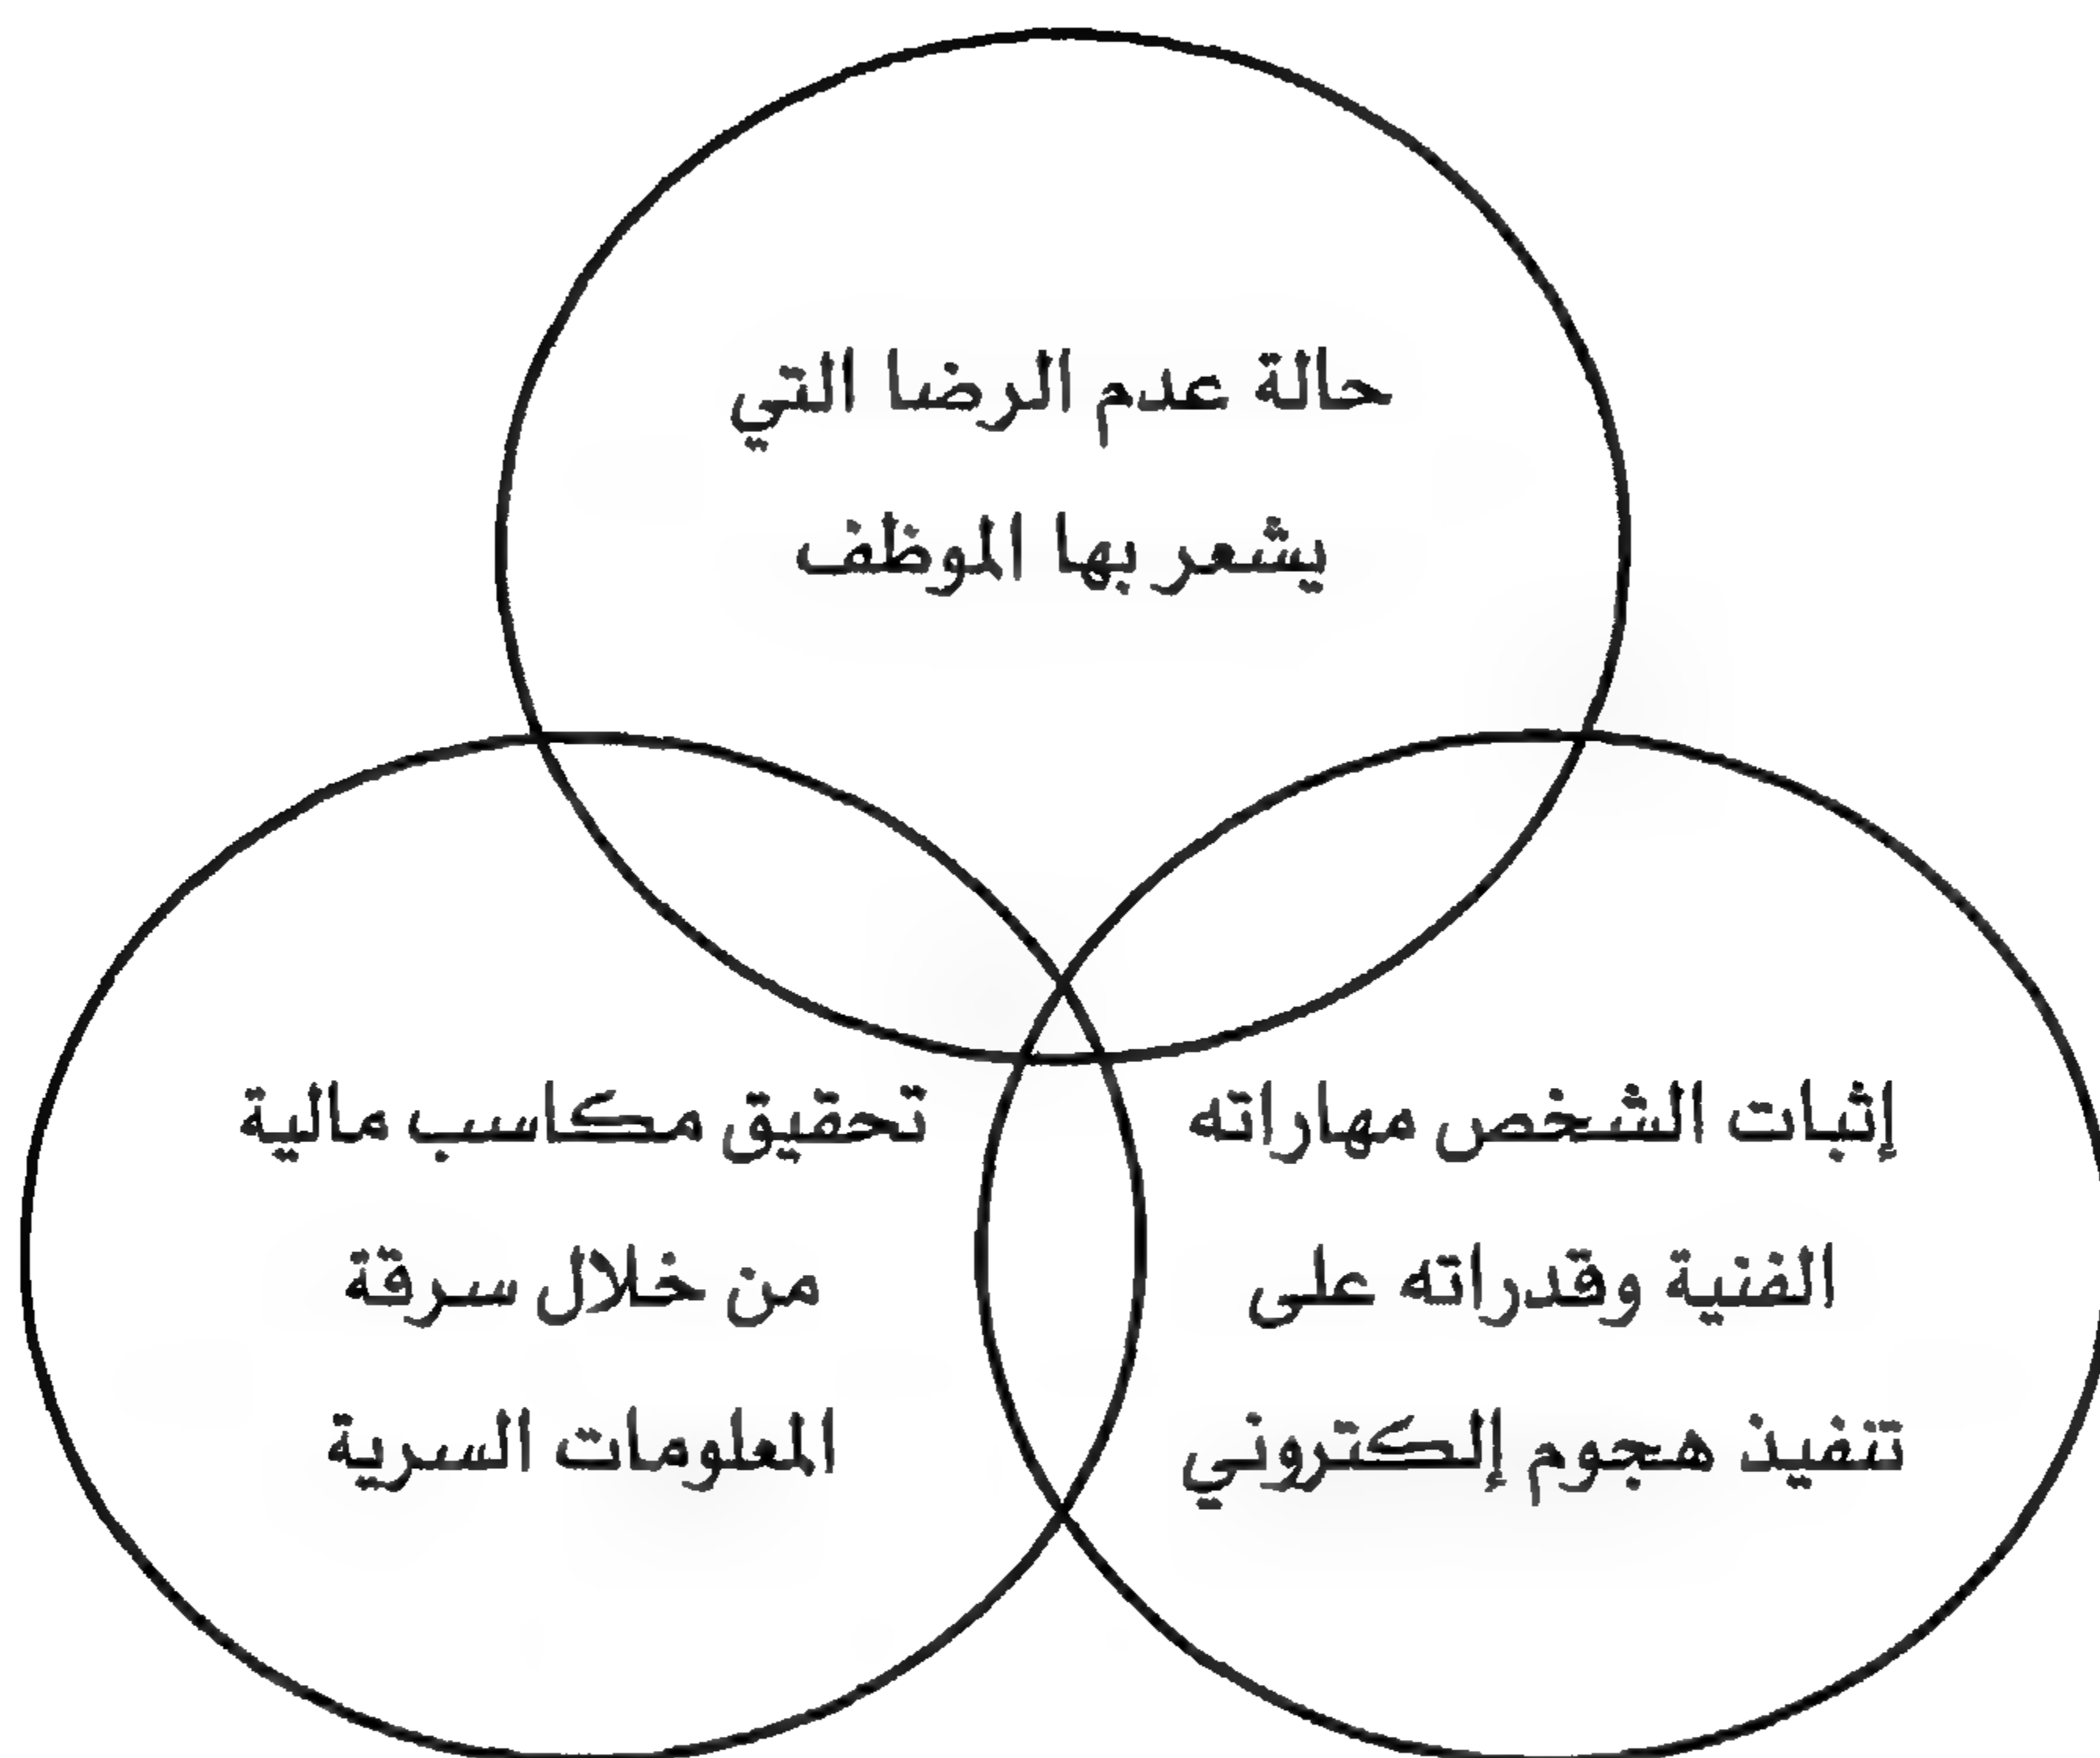 حالة عدم الرضا التي
يشعر بها الموظف
إثبات الشخص مهاراته
الفنية وقدراته على
تنفيذ هجوم إلكتروني
تحقيق مكاسب مالية
من خلال سرقة
المعلومات السرية